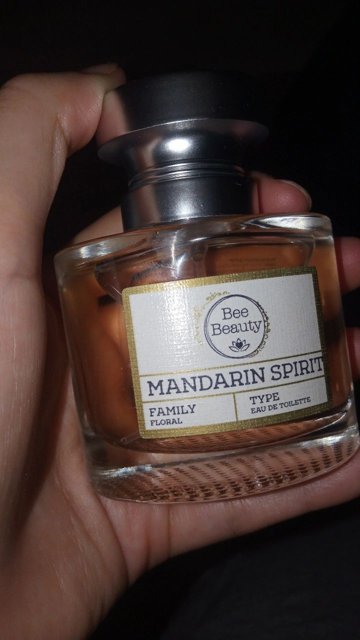 Bee
Beauty
MANDARIN SPIRIT
FAMILY
FLORAL
TYPE
EAU DE TOILETTE